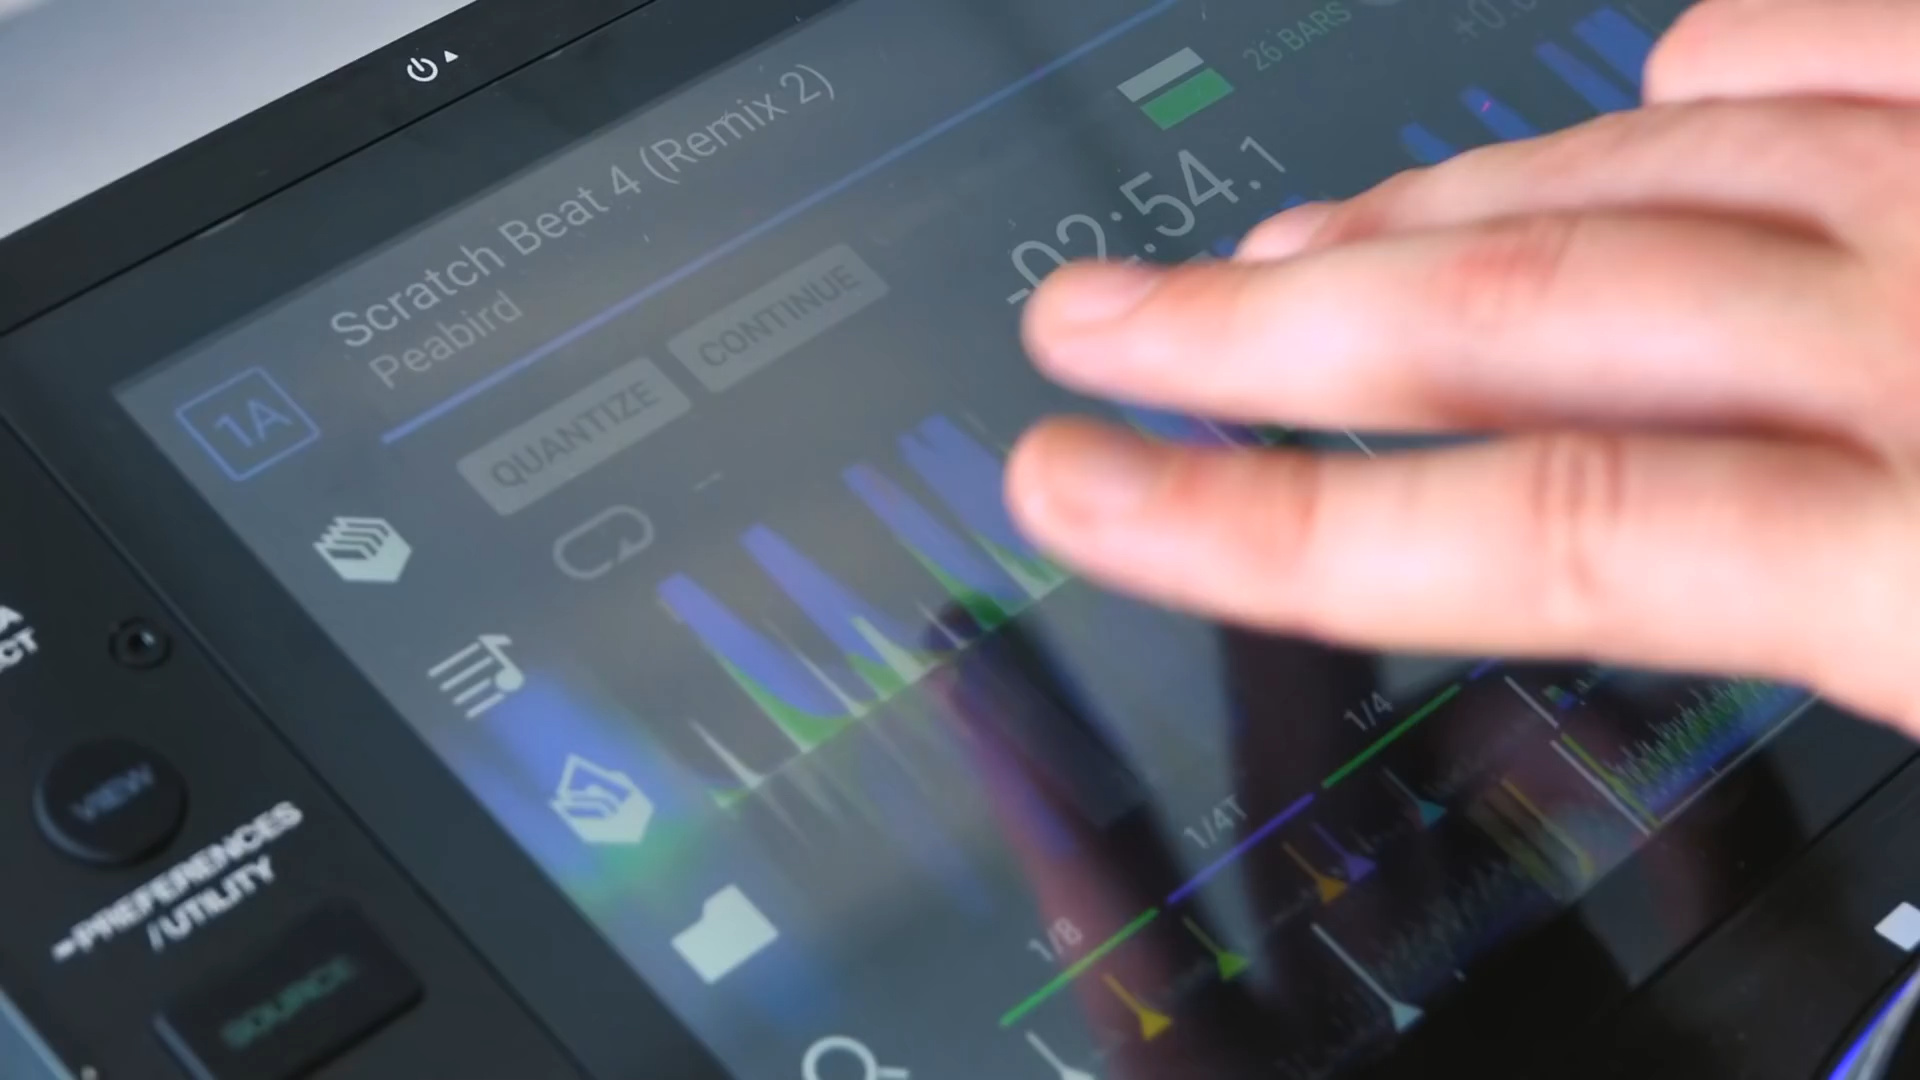 Scratch Beat 4 (Remix 2)
Peabird
26 BARS
-02:54.1
1A
QUANTIZE
CONTINUE
1/4
1/4T
1/8
VIEW
PREFERENCES
/UTILITY
SOURCE